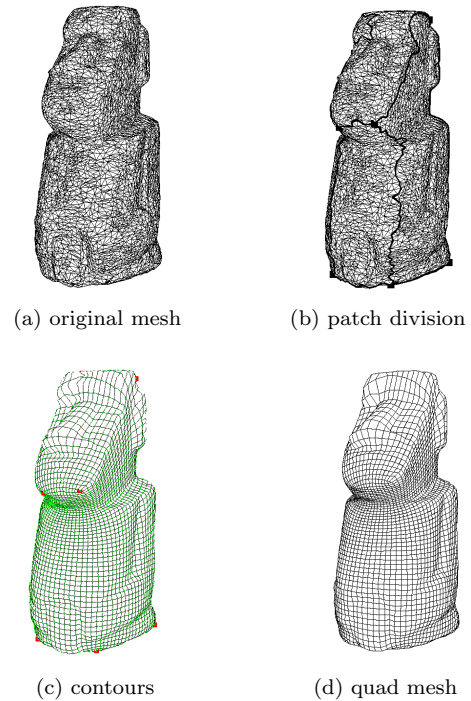 (a) original mesh
(b) patch division
(c) contours
(d) quad mesh